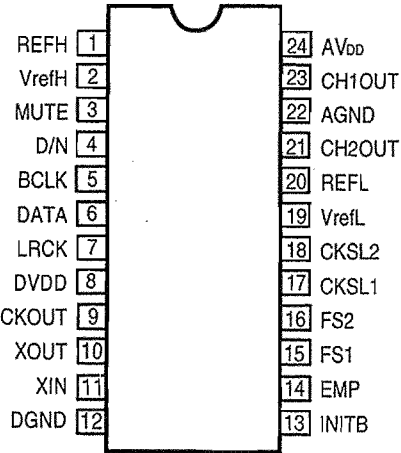 REFH 1 24 AVDD
VrefH 2 23 CH1OUT
MUTE 3 22 AGND
D/N 4 21 CH2OUT
BCLK 5 20 REFL
DATA 6 19 VrefL
LRCK 7 18 CKSL2
DVDD 8 17 CKSL1
CKOUT 9 16 FS2
XOUT 10 15 FS1
XIN 11 14 EMP
DGND 12 13 INITB